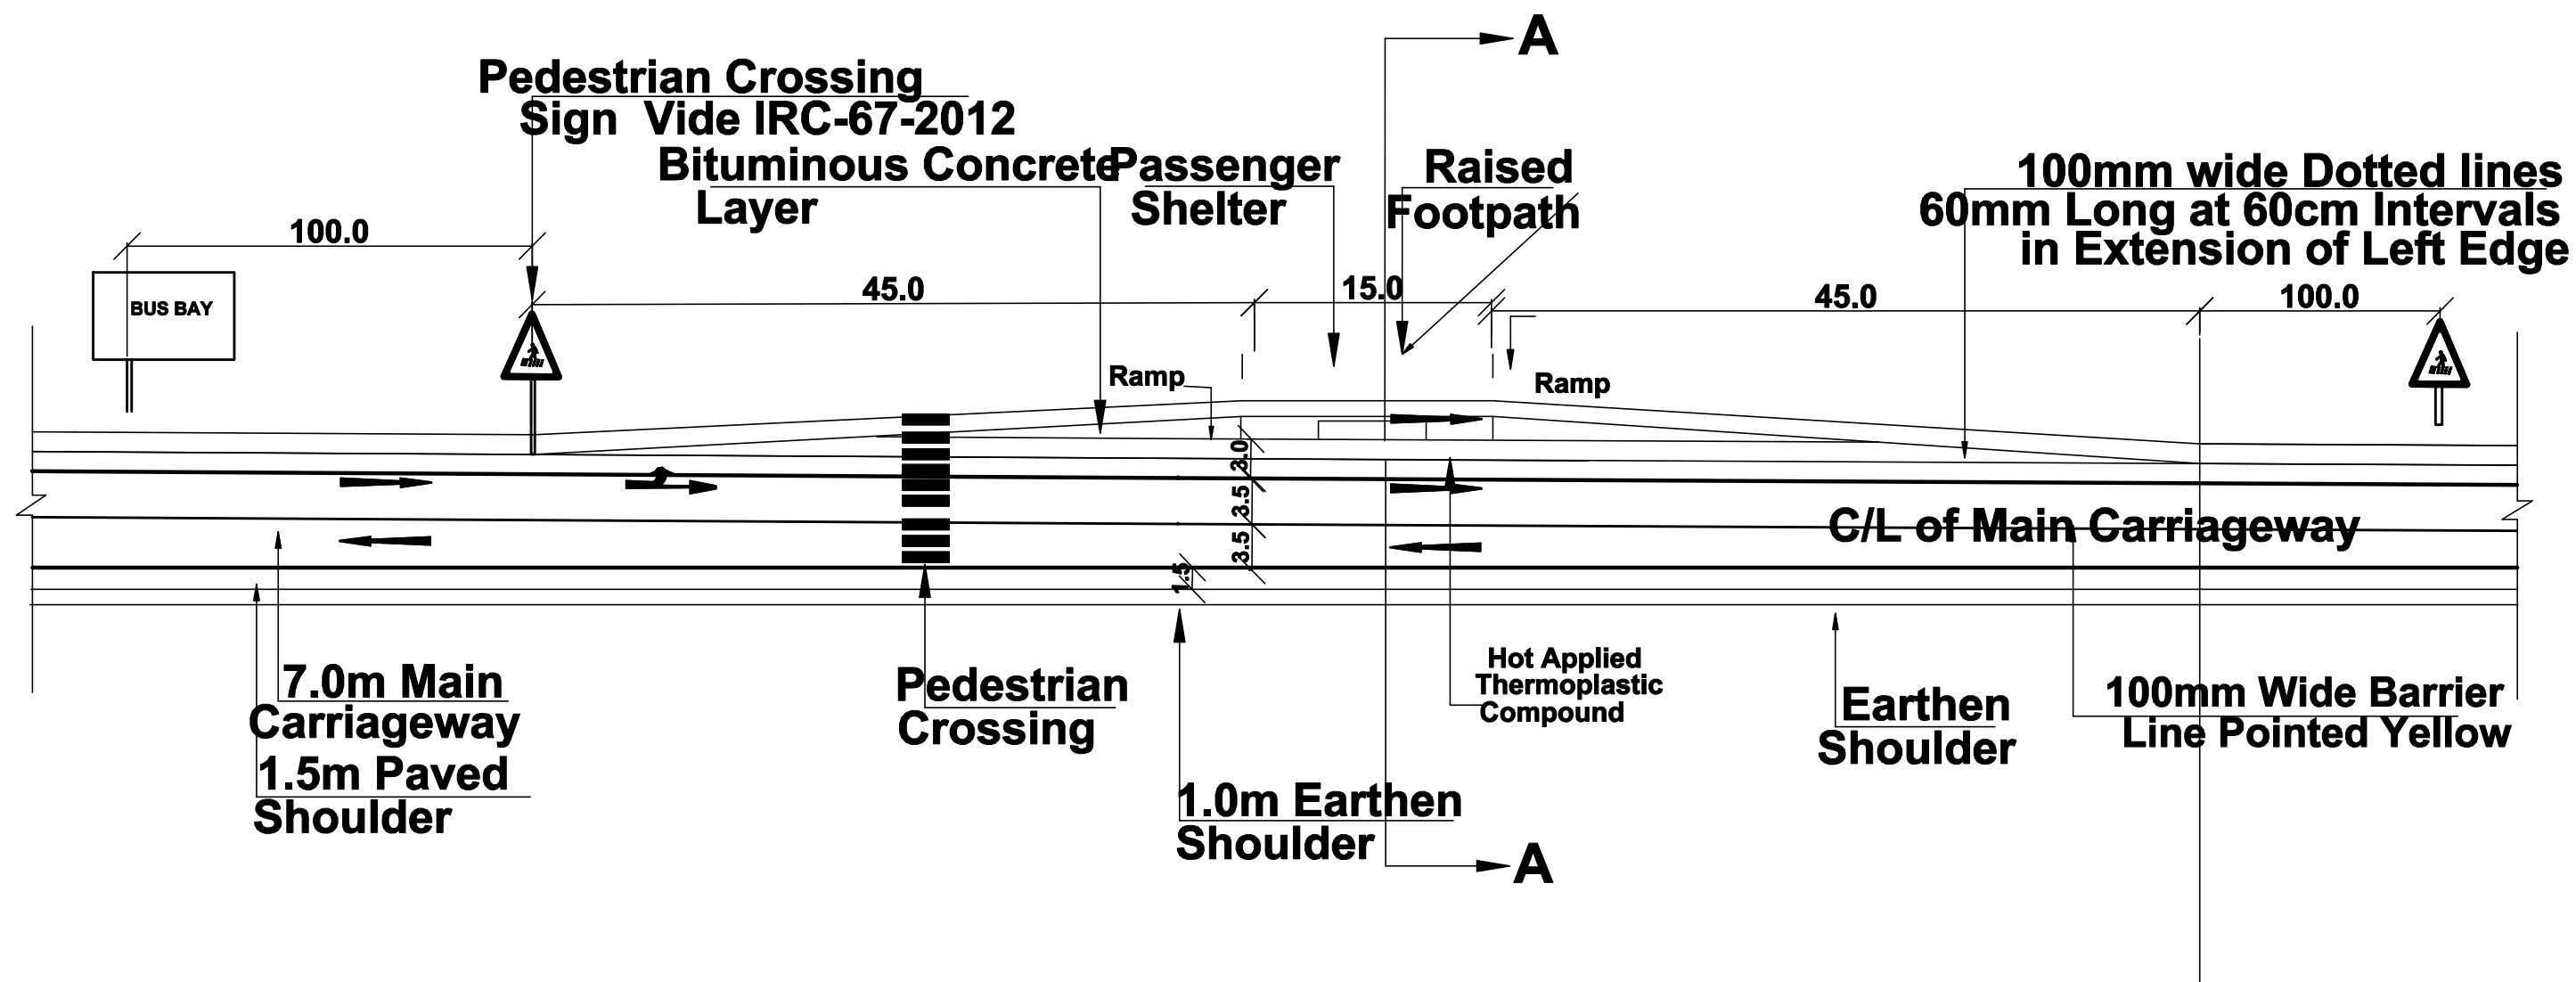 A
Pedestrian Crossing
Sign Vide IRC-67-2012
Bituminous Concrete
Layer
Passenger
Shelter
Raised
Footpath
100mm wide Dotted lines
60mm Long at 60cm Intervals
in Extension of Left Edge
100.0
45.0
15.0
45.0
100.0
BUS BAY
Ramp
Ramp
3.0
3.5
3.5
1.5
C/L of Main Carriageway
7.0m Main
Carriageway
1.5m Paved
Shoulder
Pedestrian
Crossing
1.0m Earthen
Shoulder
Hot Applied
Thermoplastic
Compound
Earthen
Shoulder
100mm Wide Barrier
Line Pointed Yellow
A